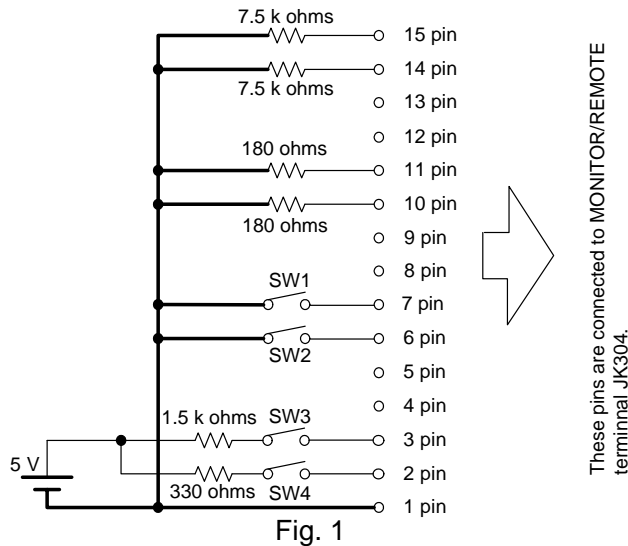 7.5 k ohms
15 pin
14 pin
7.5 k ohms
13 pin
12 pin
180 ohms
11 pin
10 pin
180 ohms
9 pin
8 pin
SW1
7 pin
6 pin
SW2
5 pin
4 pin
1.5 k ohms
SW3
3 pin
5 V
2 pin
330 ohms
SW4
1 pin
Fig. 1
These pins are connected to MONITOR/REMOTE
terminnal JK304.